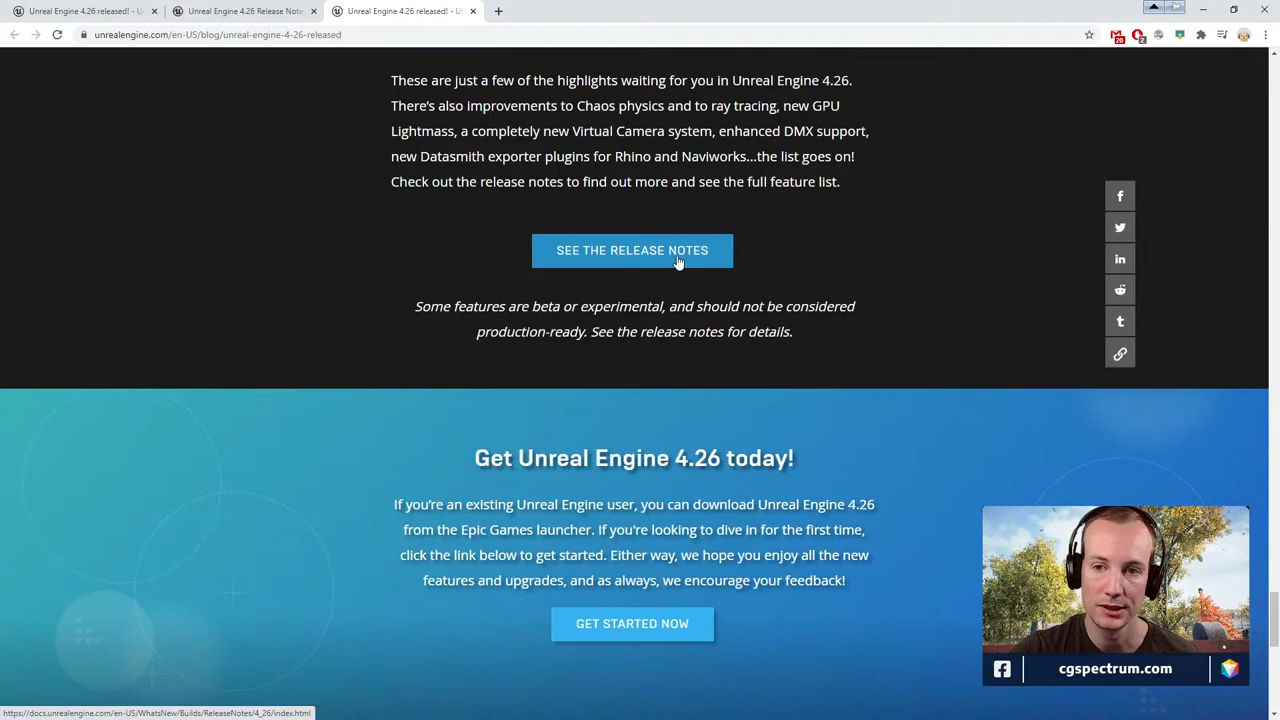 Unreal Engine 4.26 released! - U
Unreal Engine 4.26 Release Note
Unreal Engine 4.26 released! - U
unrealengine.com/en-US/blog/unreal-engine-4-26-released
20
2
These are just a few of the highlights waiting for you in Unreal Engine 4.26.
There's also improvements to Chaos physics and to ray tracing, new GPU
Lightmass, a completely new Virtual Camera system, enhanced DMX support,
new Datasmith exporter plugins for Rhino and Naviworks...the list goes on!
Check out the release notes to find out more and see the full feature list.
SEE THE RELEASE NOTES
Some features are beta or experimental, and should not be considered
production-ready. See the release notes for details.
Get Unreal Engine 4.26 today!
If you're an existing Unreal Engine user, you can download Unreal Engine 4.26
from the Epic Games launcher. If you're looking to dive in for the first time,
click the link below to get started. Either way, we hope you enjoy all the new
features and upgrades, and as always, we encourage your feedback!
GET STARTED NOW
cgspectrum.com
https://docs.unrealengine.com/en-US/WhatsNew/Builds/ReleaseNotes/4_26/index.html